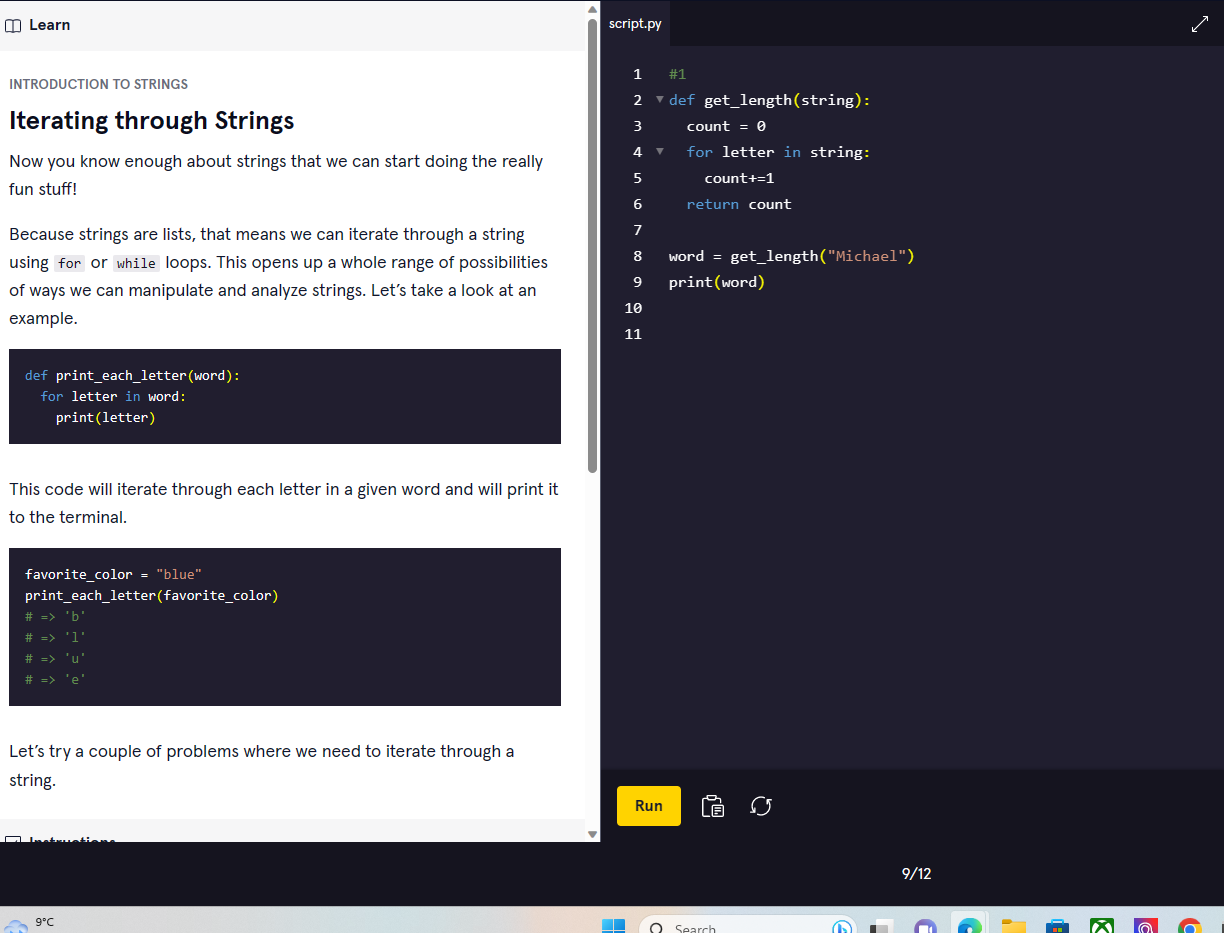 Learn
INTRODUCTION TO STRINGS
Iterating through Strings
Now you know enough about strings that we can start doing the really
fun stuff!
Because strings are lists, that means we can iterate through a string
using for or while loops. This opens up a whole range of possibilities
of ways we can manipulate and analyze strings. Let’s take a look at an
example.
def print_each_letter(word):
  for letter in word:
    print(letter)
This code will iterate through each letter in a given word and will print it
to the terminal.
favorite_color = "blue"
print_each_letter(favorite_color)
# => 'b'
# => 'l'
# => 'u'
# => 'e'
Let’s try a couple of problems where we need to iterate through a
string.
Instructions
script.py
1 #1
2 def get_length(string):
3   count = 0
4   for letter in string:
5     count+=1
6   return count
7
8 word = get_length("Michael")
9 print(word)
10
11
Run
9/12
9°C
Search